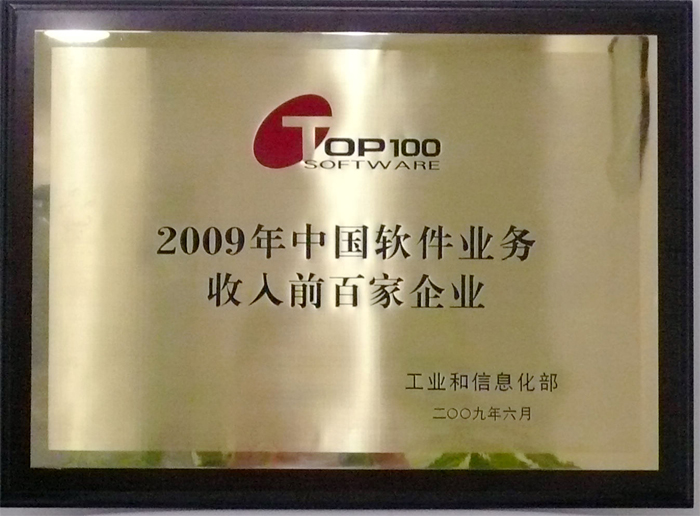 TOP100
SOFTWARE
2009年中国软件业务
收入前百家企业
工业和信息化部
二〇〇九年六月